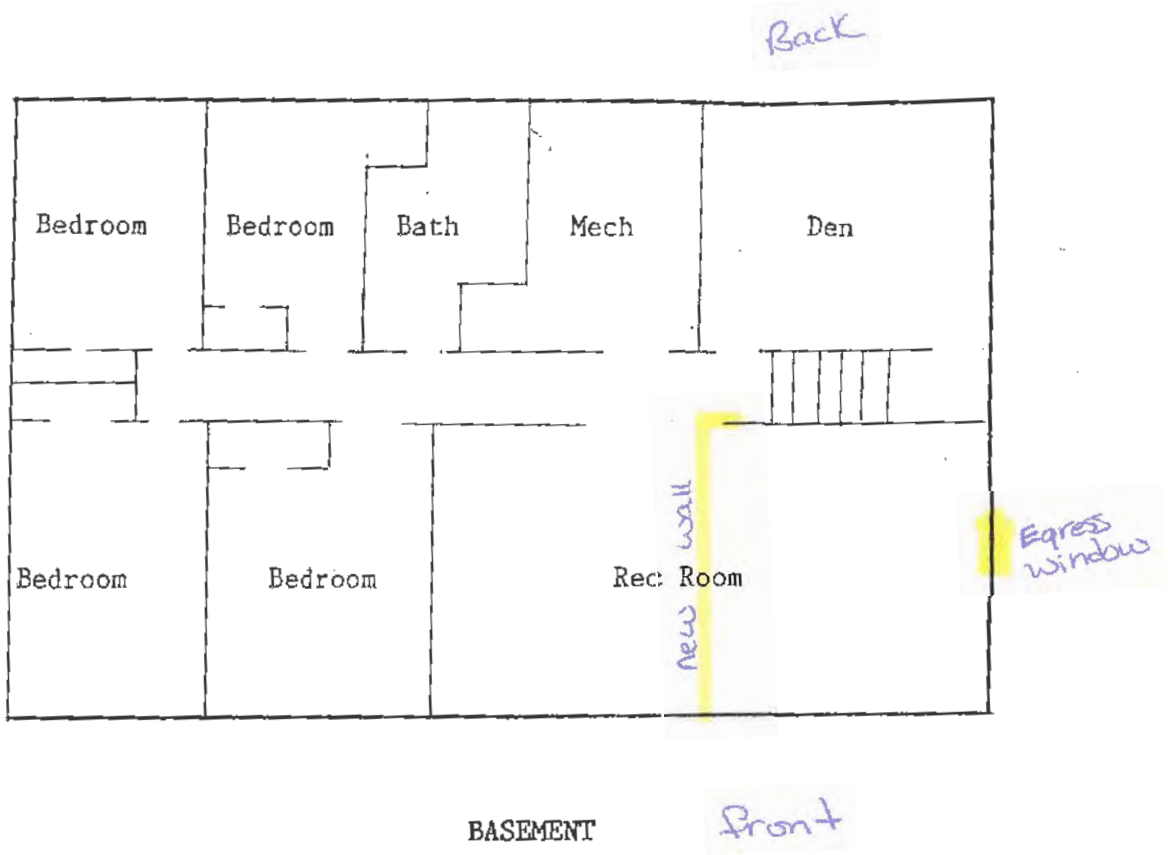 Back
Bedroom
Bedroom
Bath
Mech
Den
new wall
Egress
window
Bedroom
Bedroom
Rec Room
BASEMENT
front